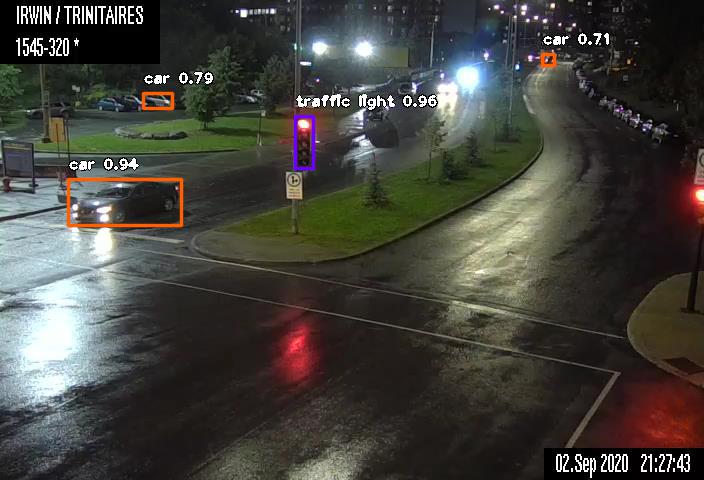 IRWIN / TRINITAIRES
1545-320 *
car 0.71
car 0.79
traffic light 0.96
car 0.94
02.Sep 2020 21:27:43